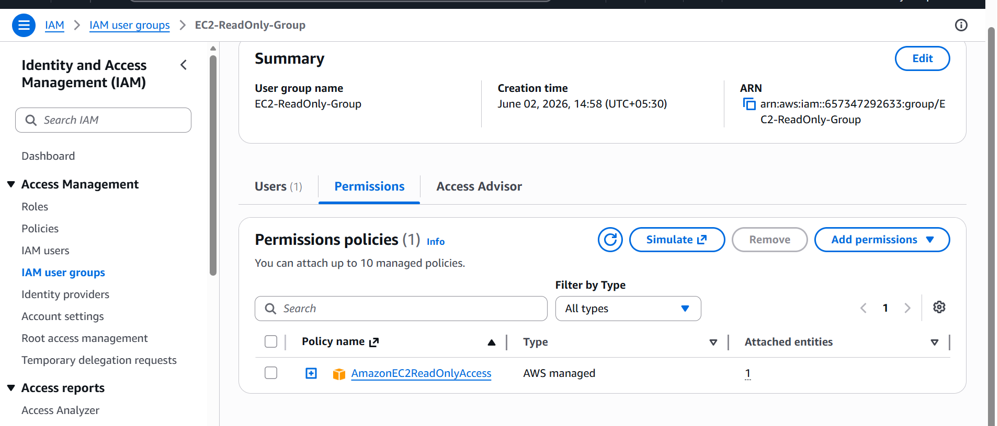 IAM > IAM user groups > EC2-ReadOnly-Group
Identity and Access
Management (IAM)
Search IAM
Dashboard
Access Management
Roles
Policies
IAM users
IAM user groups
Identity providers
Account settings
Root access management
Temporary delegation requests
Access reports
Access Analyzer
Summary
Edit
User group name
EC2-ReadOnly-Group
Creation time
June 02, 2026, 14:58 (UTC+05:30)
ARN
arn:aws:iam::657347292633:group/E
C2-ReadOnly-Group
Users (1) Permissions Access Advisor
Permissions policies (1) Info
Simulate Remove Add permissions
You can attach up to 10 managed policies.
Filter by Type
Search All types 1
Policy name Type Attached entities
AmazonEC2ReadOnlyAccess AWS managed 1